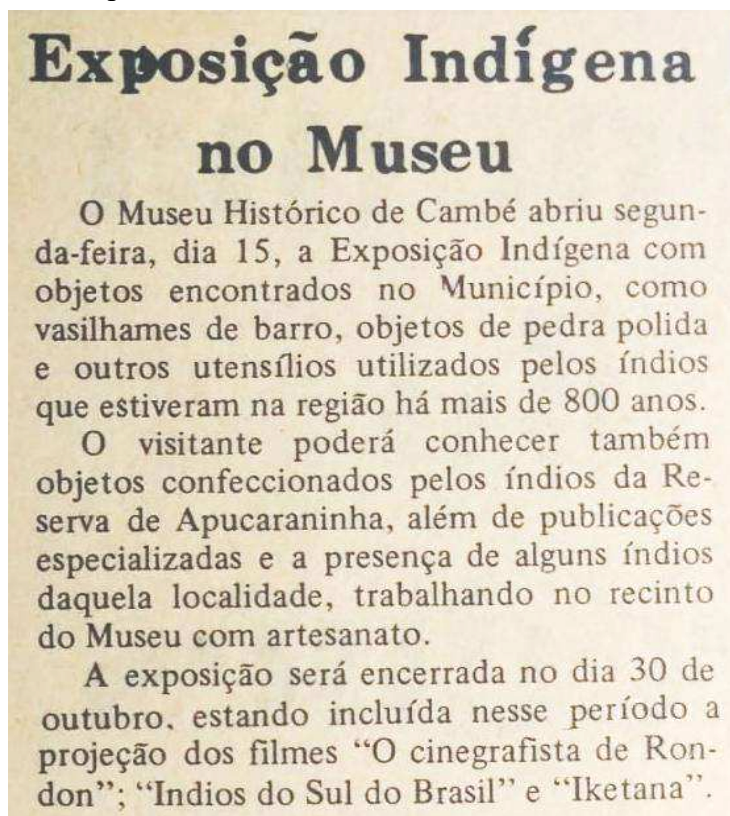 Exposição Indígena
no Museu
O Museu Histórico de Cambé abriu segun-
da-feira, dia 15, a Exposição Indígena com
objetos encontrados no Município, como
vasilhames de barro, objetos de pedra polida
e outros utensílios utilizados pelos índios
que estiveram na região há mais de 800 anos.
O visitante poderá conhecer também
objetos confeccionados pelos índios da Re-
serva de Apucaraninha, além de publicações
especializadas e a presença de alguns índios
daquela localidade, trabalhando no recinto
do Museu com artesanato.
A exposição será encerrada no dia 30 de
outubro, estando incluída nesse período a
projeção dos filmes “O cinegrafista de Ron-
don”; “Indios do Sul do Brasil” e “Iketana”.